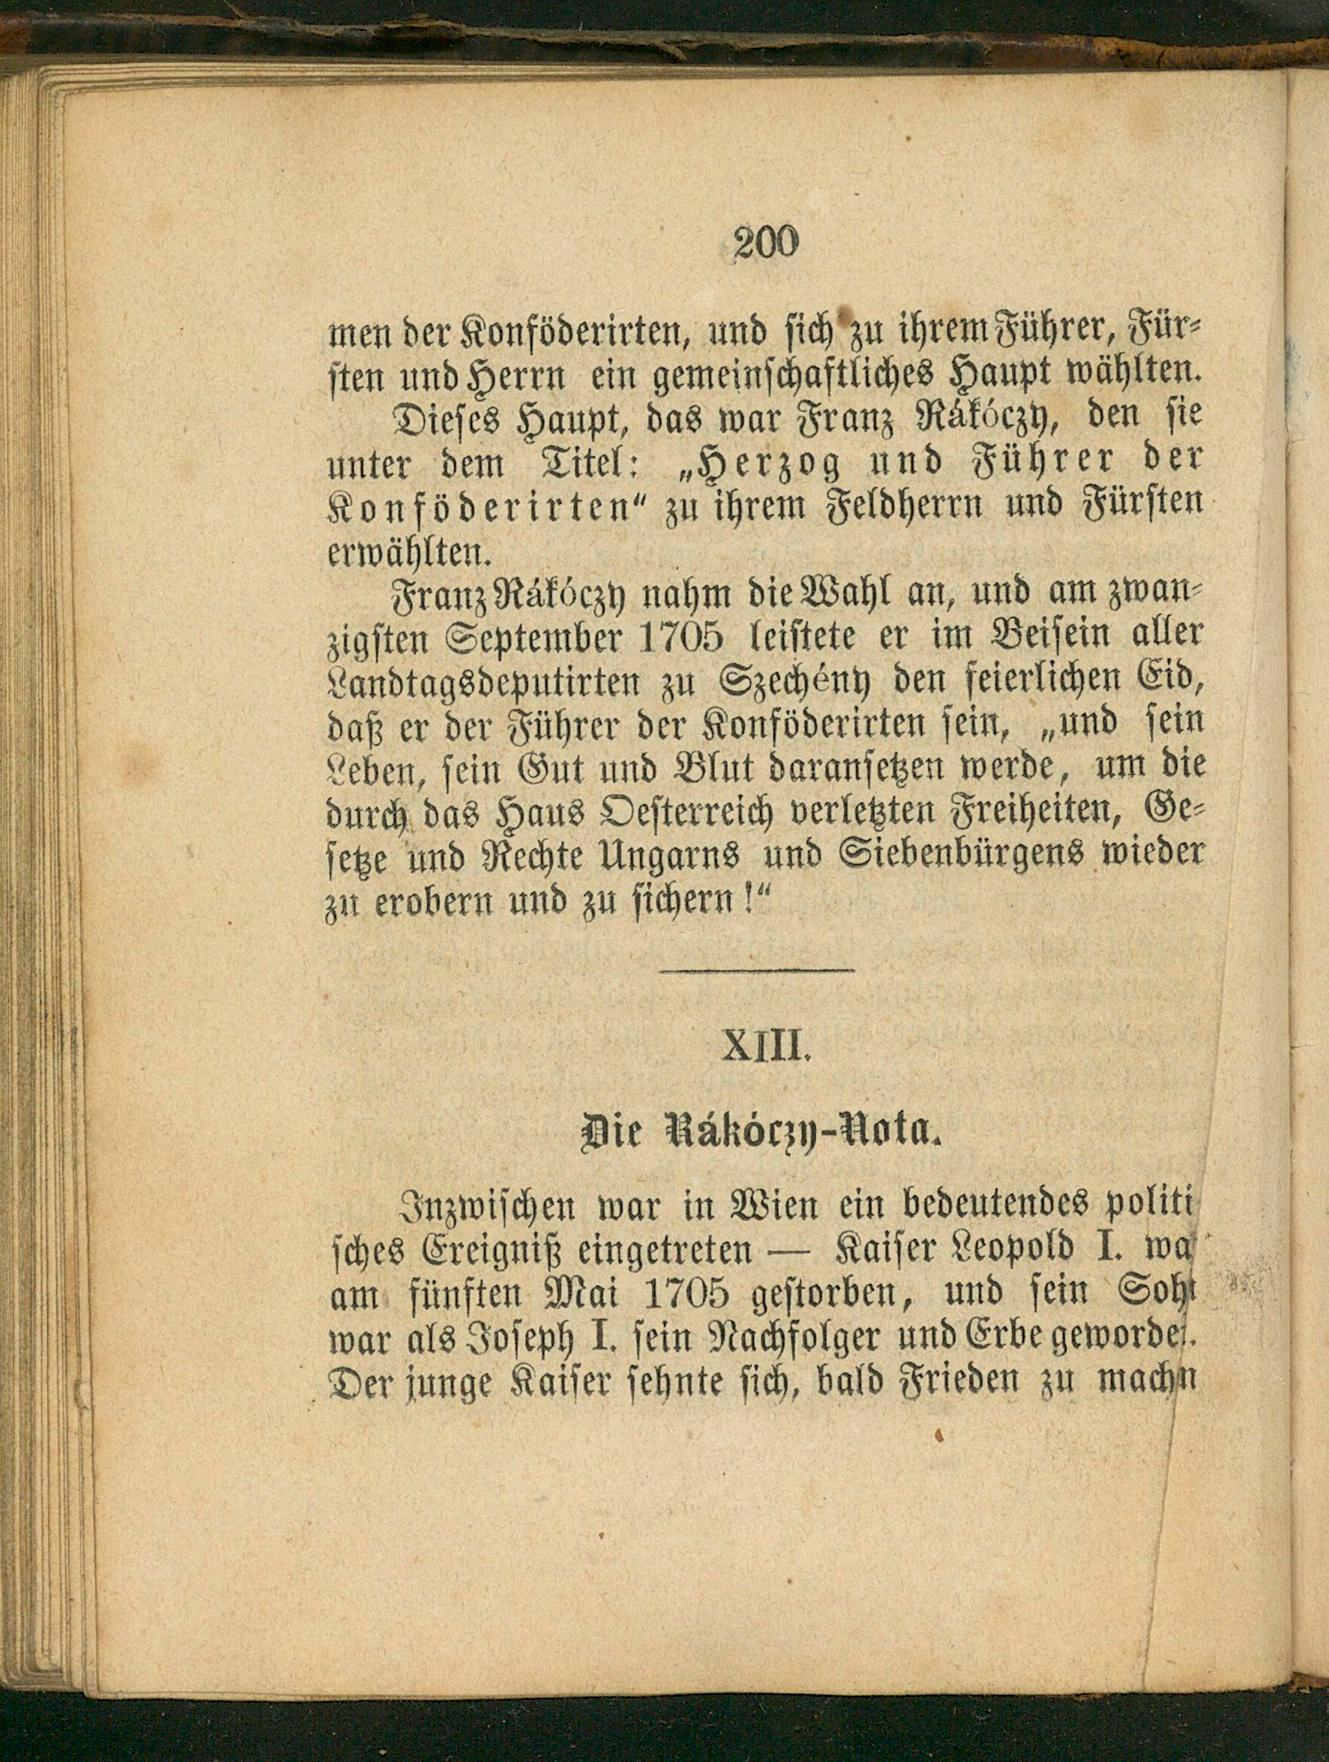 200
men der Konföderirten, und sich zu ihrem Führer, Für-
sten und Herrn ein gemeinschaftliches Haupt wählten.
Dieses Haupt, das war Franz Rákóczy, den sie
unter dem Titel: „Herzog und Führer der
Konföderirten“ zu ihrem Feldherrn und Fürsten
erwählten.
Franz Rákóczy nahm die Wahl an, und am zwan-
zigsten September 1705 leistete er im Beisein aller
Landtagsdeputirten zu Szechény den feierlichen Eid,
daß er der Führer der Konföderirten sein, „und sein
Leben, sein Gut und Blut daransetzen werde, um die
durch das Haus Oesterreich verletzten Freiheiten, Ge-
setze und Rechte Ungarns und Siebenbürgens wieder
zu erobern und zu sichern!“
XIII.
Die Rákóczy-Nota.
Inzwischen war in Wien ein bedeutendes politi
sches Ereigniß eingetreten — Kaiser Leopold I. wa
am fünften Mai 1705 gestorben, und sein Soh
war als Joseph I. sein Nachfolger und Erbe geworde.
Der junge Kaiser sehnte sich, bald Frieden zu machn